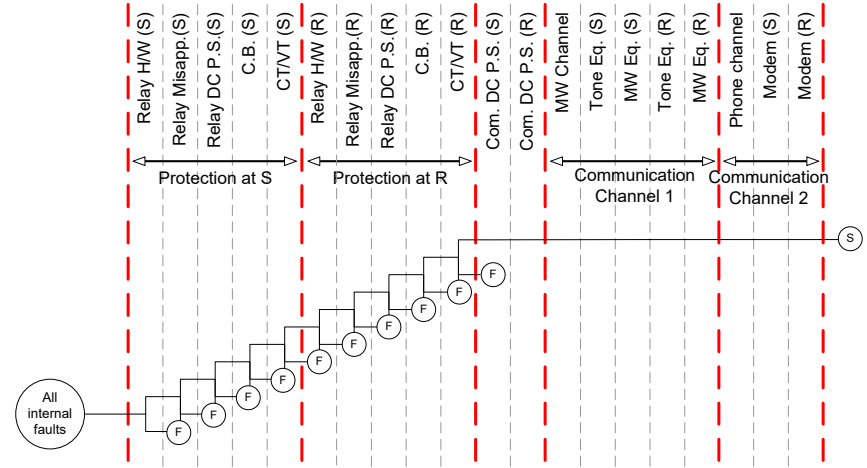 Relay H/W (S)
Relay Misapp.(S)
Relay DC P.S.(S)
C.B. (S)
CT/VT (S)
Relay H/W (R)
Relay Misapp.(R)
Relay DC P.S.(R)
C.B. (R)
CT/VT (R)
Com. DC P.S. (S)
Com. DC P.S. (R)
MW Channel
Tone Eq. (S)
MW Eq. (S)
Tone Eq. (R)
MW Eq. (R)
Phone channel
Modem (S)
Modem (R)
Protection at S
Protection at R
Communication
Channel 1
Communication
Channel 2
S
F
F
F
F
F
F
F
F
F
F
All
internal
faults